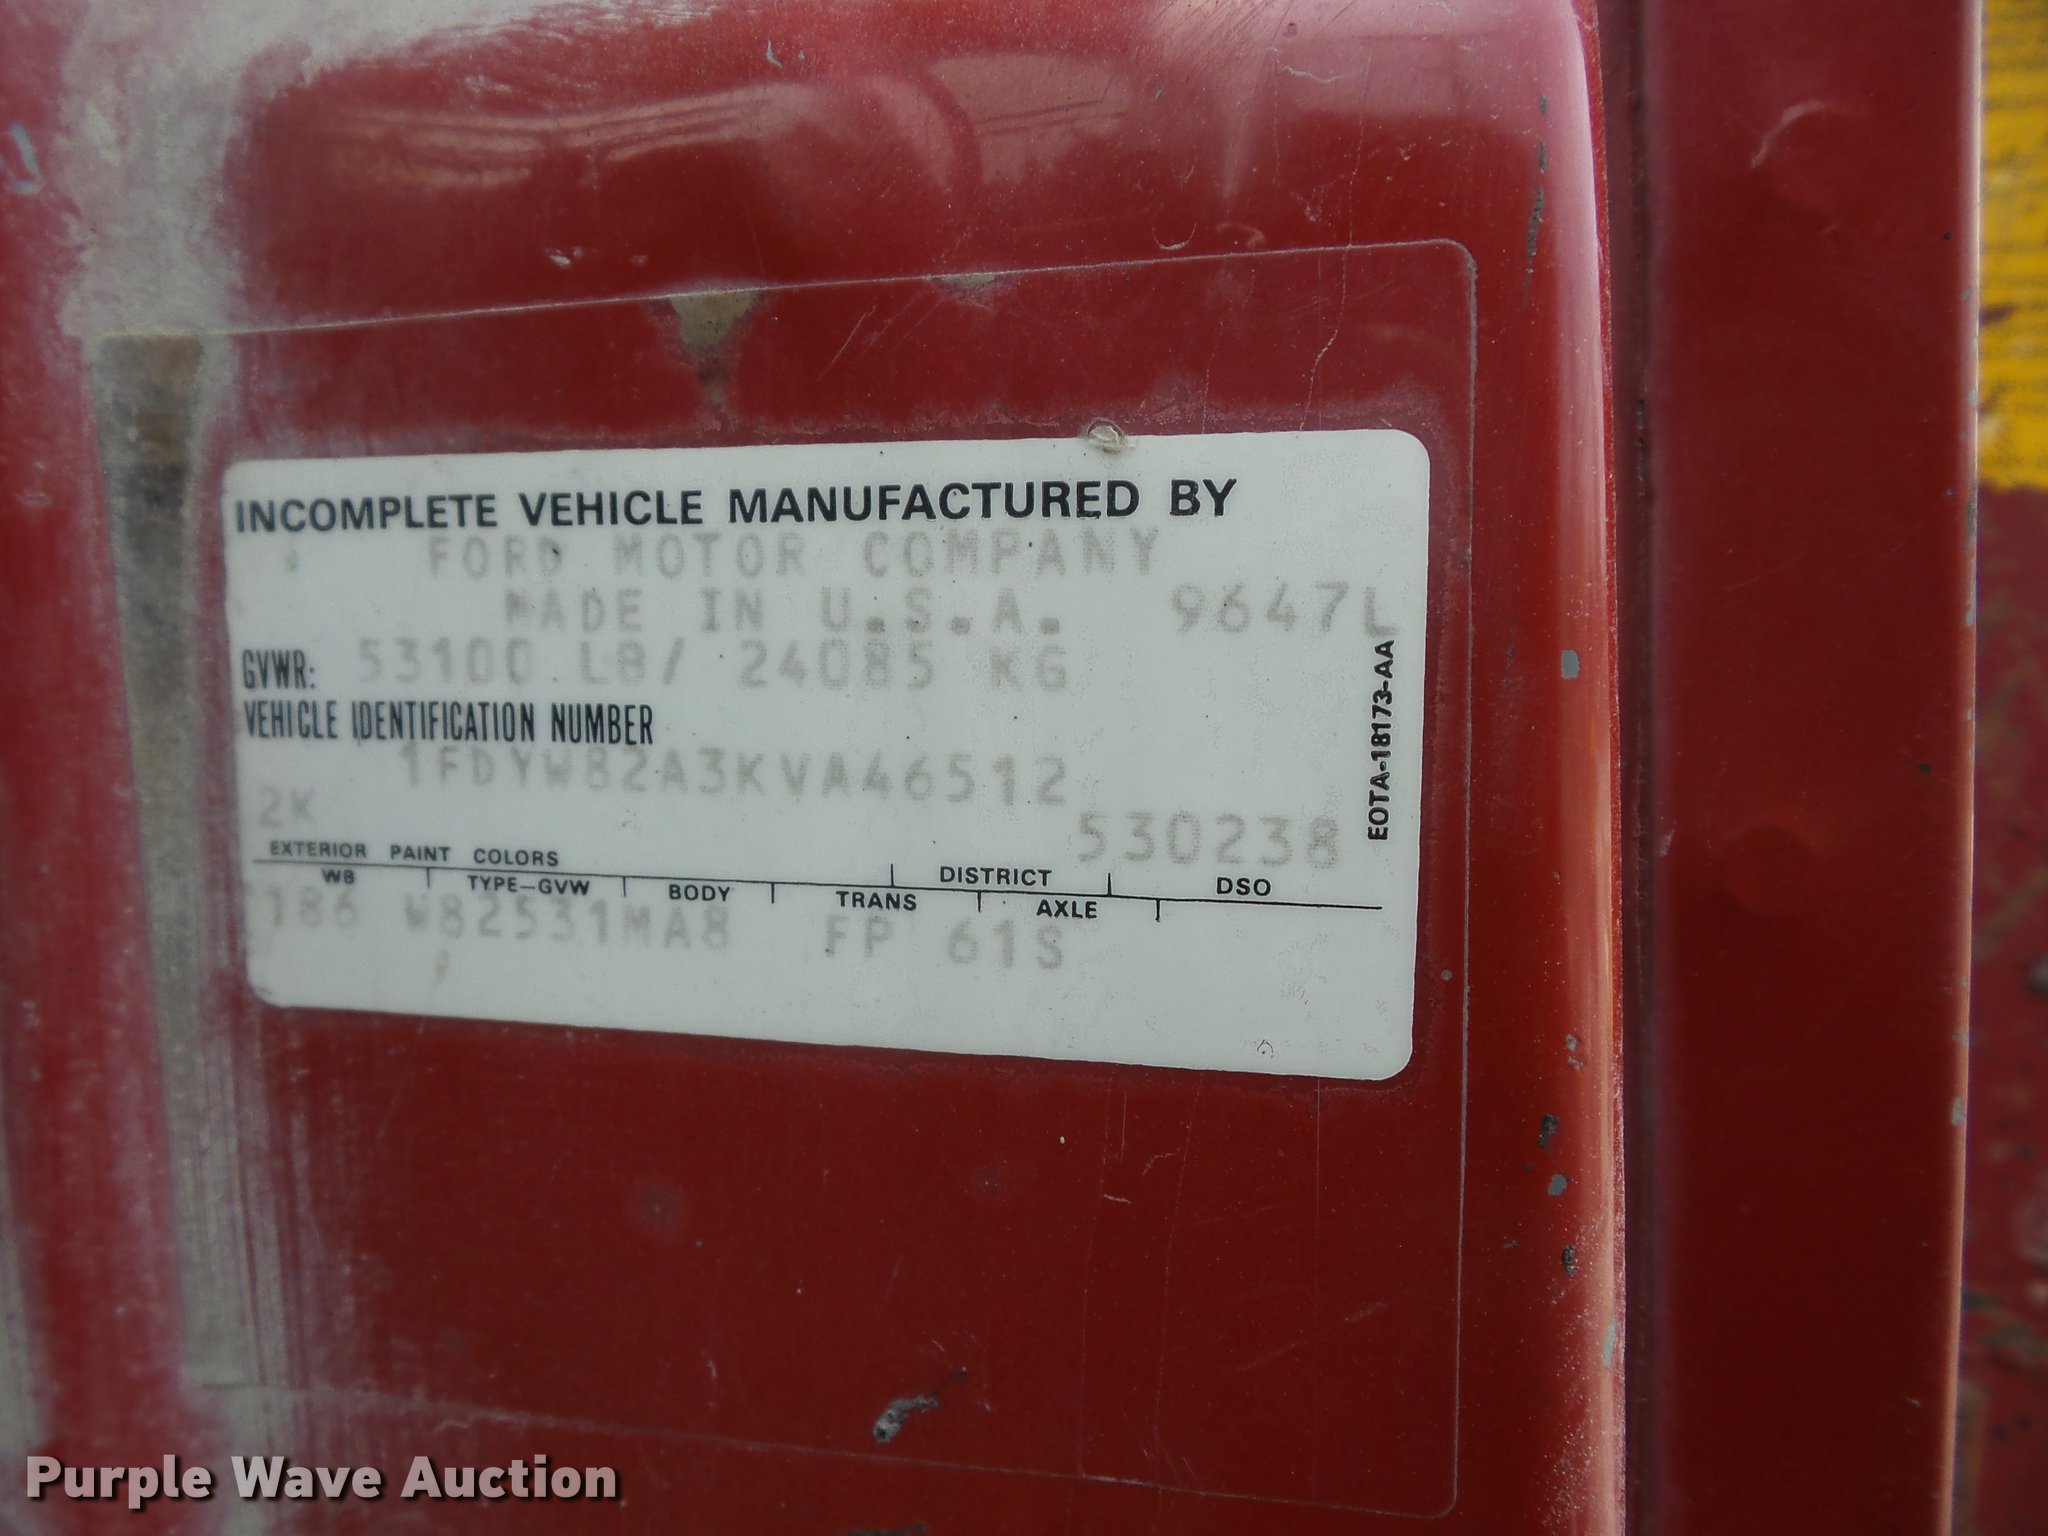 INCOMPLETE VEHICLE MANUFACTURED BY
FORD MOTOR COMPANY
MADE IN U.S.A. 9647L
GVWR: 53100 LB/ 24085 KG
VEHICLE IDENTIFICATION NUMBER
1FDYW82A3KVA46512
2K 530238
EXTERIOR PAINT COLORS DISTRICT DSO
WB TYPE-GVW BODY TRANS AXLE
186 W82531MA8 FP 61S
EOTA-18173-AA
Purple Wave Auction